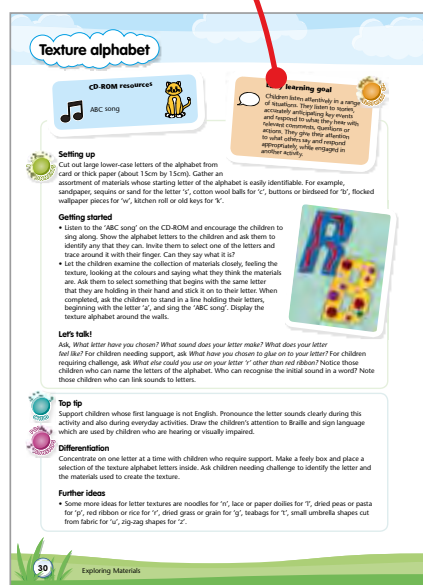 Texture alphabet
CD-ROM resources
ABC song
learning goal
Children listen attentively in a range
of situations. They listen to stories,
accurately anticipating key events
and respond to what they hear with
relevant comments, questions or
actions. They give their attention
to what others say and respond
appropriately, while engaged in
another activity.
Setting up
Cut out large lower-case letters of the alphabet from
card or thick paper (about 15cm by 15cm). Gather an
assortment of materials whose starting letter of the alphabet is easily identifiable. For example,
sandpaper, sequins or sand for the letter ‘s’, cotton wool balls for ‘c’, buttons or birdseed for ‘b’, flocked
wallpaper pieces for ‘w’, kitchen roll or old keys for ‘k’.
Getting started
• Listen to the ‘ABC song’ on the CD-ROM and encourage the children to
sing along. Show the alphabet letters to the children and ask them to
identify any that they can. Invite them to select one of the letters and
trace around it with their finger. Can they say what it is?
• Let the children examine the collection of materials closely, feeling the
texture, looking at the colours and saying what they think the materials
are. Ask them to select something that begins with the same letter
that they are holding in their hand and stick it on to their letter. When
completed, ask the children to stand in a line holding their letters,
beginning with the letter ‘a’, and sing the ‘ABC song’. Display the
texture alphabet around the walls.
R
B
Let’s talk!
Ask, What letter have you chosen? What sound does your letter make? What does your letter
feel like? For children needing support, ask What have you chosen to glue on to your letter? For children
requiring challenge, ask What else could you use on your letter ‘r’ other than red ribbon? Notice those
children who can name the letters of the alphabet. Who can recognise the initial sound in a word? Note
those children who can link sounds to letters.
Top tip
Support children whose first language is not English. Pronounce the letter sounds clearly during this
activity and also during everyday activities. Draw the children’s attention to Braille and sign language
which are used by children who are hearing or visually impaired.
Differentiation
Concentrate on one letter at a time with children who require support. Make a feely box and place a
selection of the texture alphabet letters inside. Ask children needing challenge to identify the letter and
the materials used to create the texture.
Further ideas
• Some more ideas for letter textures are noodles for ‘n’, lace or paper doilies for ‘l’, dried peas or pasta
for ‘p’, red ribbon or rice for ‘r’, dried grass or grain for ‘g’, teabags for ‘t’, small umbrella shapes cut
from fabric for ‘u’, zig-zag shapes for ‘z’.
30
Exploring Materials